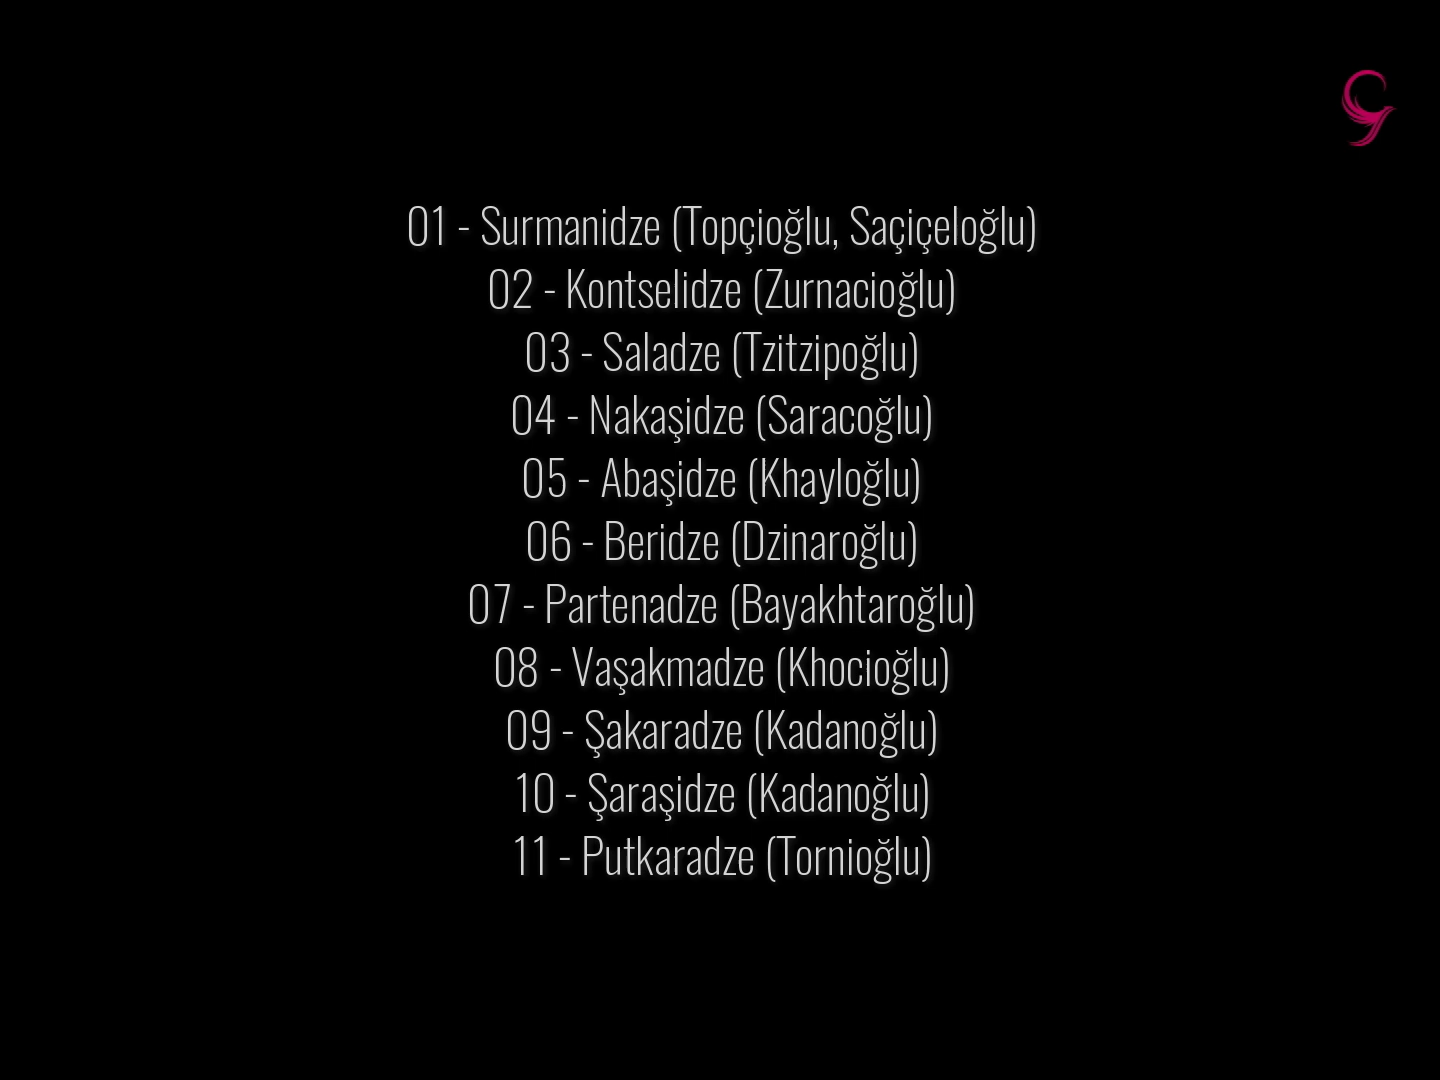 01 - Surmanidze (Topçioğlu, Saçiçeloğlu)
02 - Kontselidze (Zurnacioğlu)
03 - Saladze (Tzitzipoğlu)
04 - Nakaşidze (Saracoğlu)
05 - Abaşidze (Khayloğlu)
06 - Beridze (Dzinaroğlu)
07 - Partenadze (Bayakhtaroğlu)
08 - Vaşakmadze (Khocioğlu)
09 - Şakaradze (Kadanoğlu)
10 - Şaraşidze (Kadanoğlu)
11 - Putkaradze (Tornioğlu)